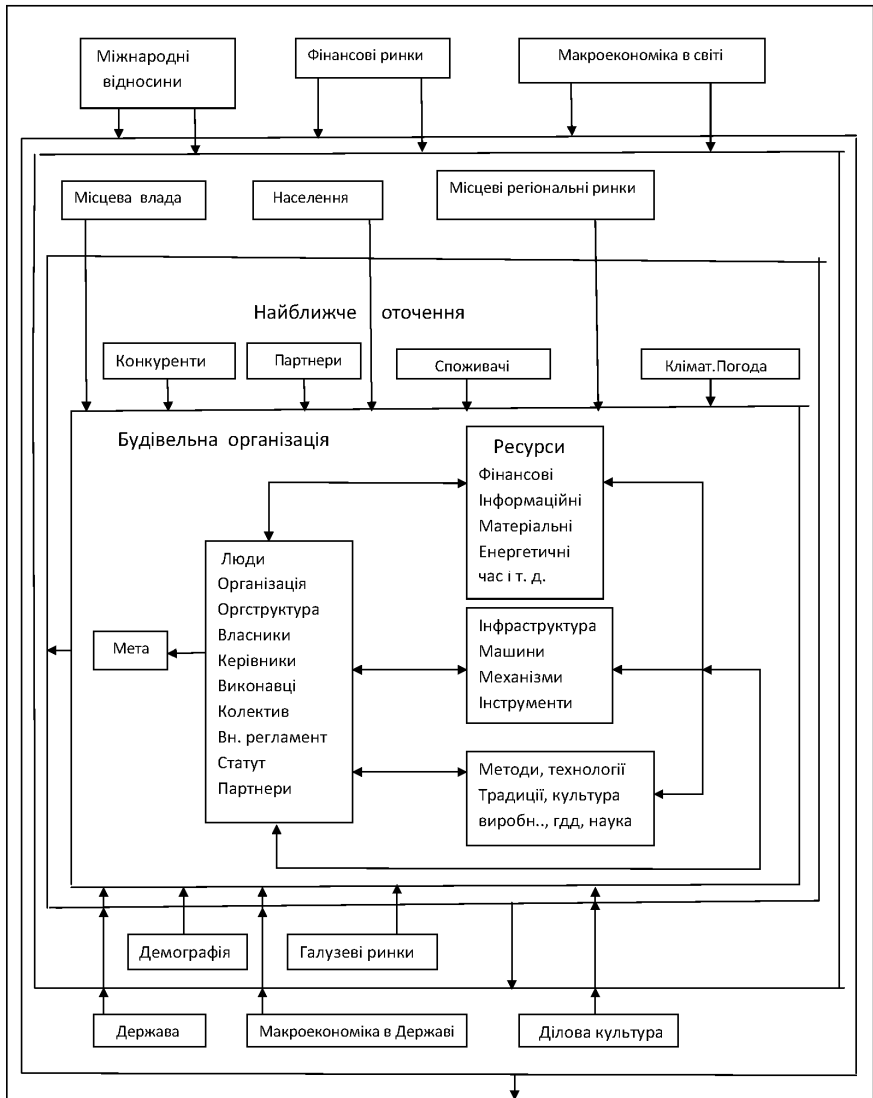 Міжнародні
відносини
Фінансові ринки
Макроекономіка в світі
Місцева влада
Населення
Місцеві регіональні ринки
Найближче оточення
Конкуренти
Партнери
Споживачі
Клімат.Погода
Будівельна організація
Ресурси
Фінансові
Інформаційні
Матеріальні
Енергетичні
час і т. д.
Люди
Організація
Оргструктура
Власники
Керівники
Виконавці
Колектив
Вн. регламент
Статут
Партнери
Мета
Інфраструктура
Машини
Механізми
Інструменти
Методи, технології
Традиції, культура
виробн.., гдд, наука
Демографія
Галузеві ринки
Держава
Макроекономіка в Державі
Ділова культура